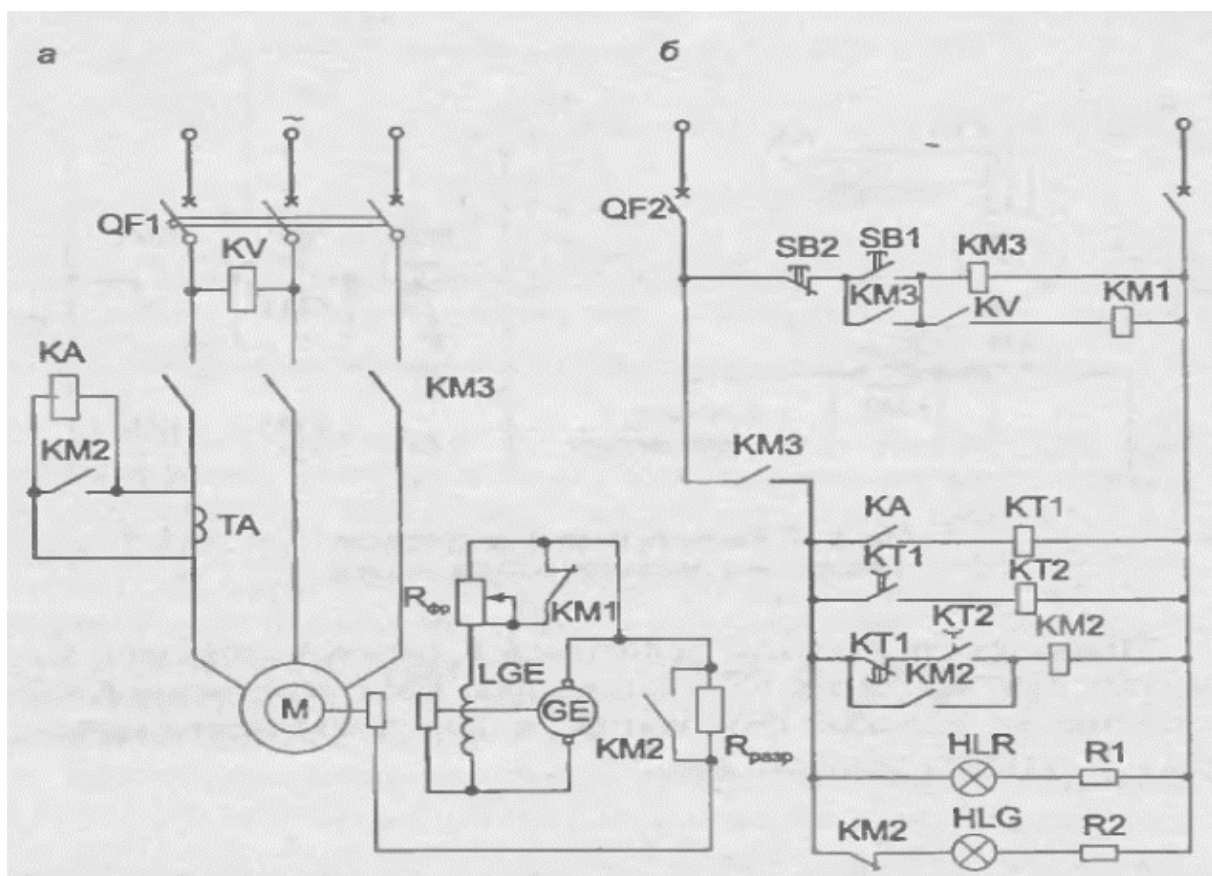 а
б
~
QF1
KV
KA
KM3
KM2
TA
Rфр
KM1
LGE
M
GE
KM2
Rразр
QF2
SB2
SB1
KM3
KM3
KV
KM1
KM3
KA
KT1
KT1
KT2
KT1
KT2
KM2
KM2
HLR
R1
KM2
HLG
R2